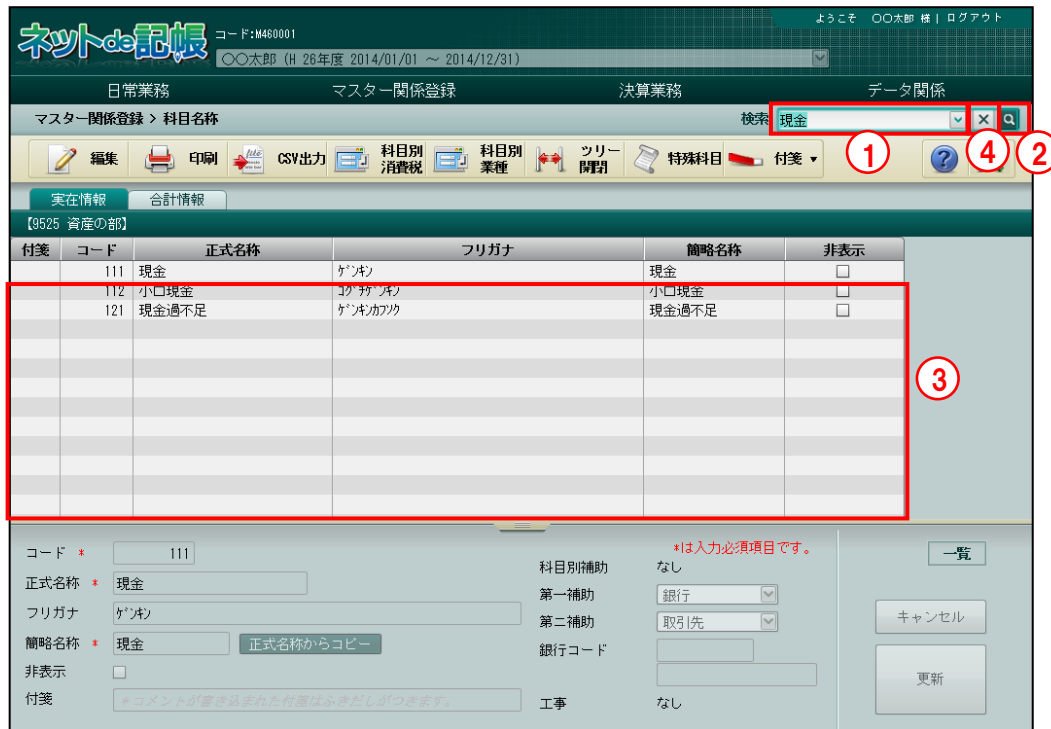 ようこそ 〇〇太郎 様 | ログアウト
ネットde記帳 コード:M460001
〇〇太郎 (H 26年度 2014/01/01 ～ 2014/12/31)
日常業務 マスター関係登録 決算業務 データ関係
マスター関係登録 > 科目名称 検索 現金
編集 印刷 CSV出力 科目別消費税 科目別業種 ツリー開閉 特殊科目 付箋 ▼ ① ④ ②
実在情報 合計情報
【9525 資産の部】
付箋 コード 正式名称 フリガナ 簡略名称 非表示
111 現金 ｹﾞﾝｷﾝ 現金
112 小口現金 ｺｸﾞﾁｹﾞﾝｷﾝ 小口現金
121 現金過不足 ｹﾞﾝｷﾝｶﾌｿｸ 現金過不足
③
*は入力必須項目です。
コード * 111 科目別補助 なし 一覧
正式名称 * 現金 第一補助 銀行
フリガナ ｹﾞﾝｷﾝ 第二補助 取引先 キャンセル
簡略名称 * 現金 正式名称からコピー 銀行コード
非表示 更新
付箋 *コメントが書き込まれた付箋はふきだしがつきます。 工事 なし